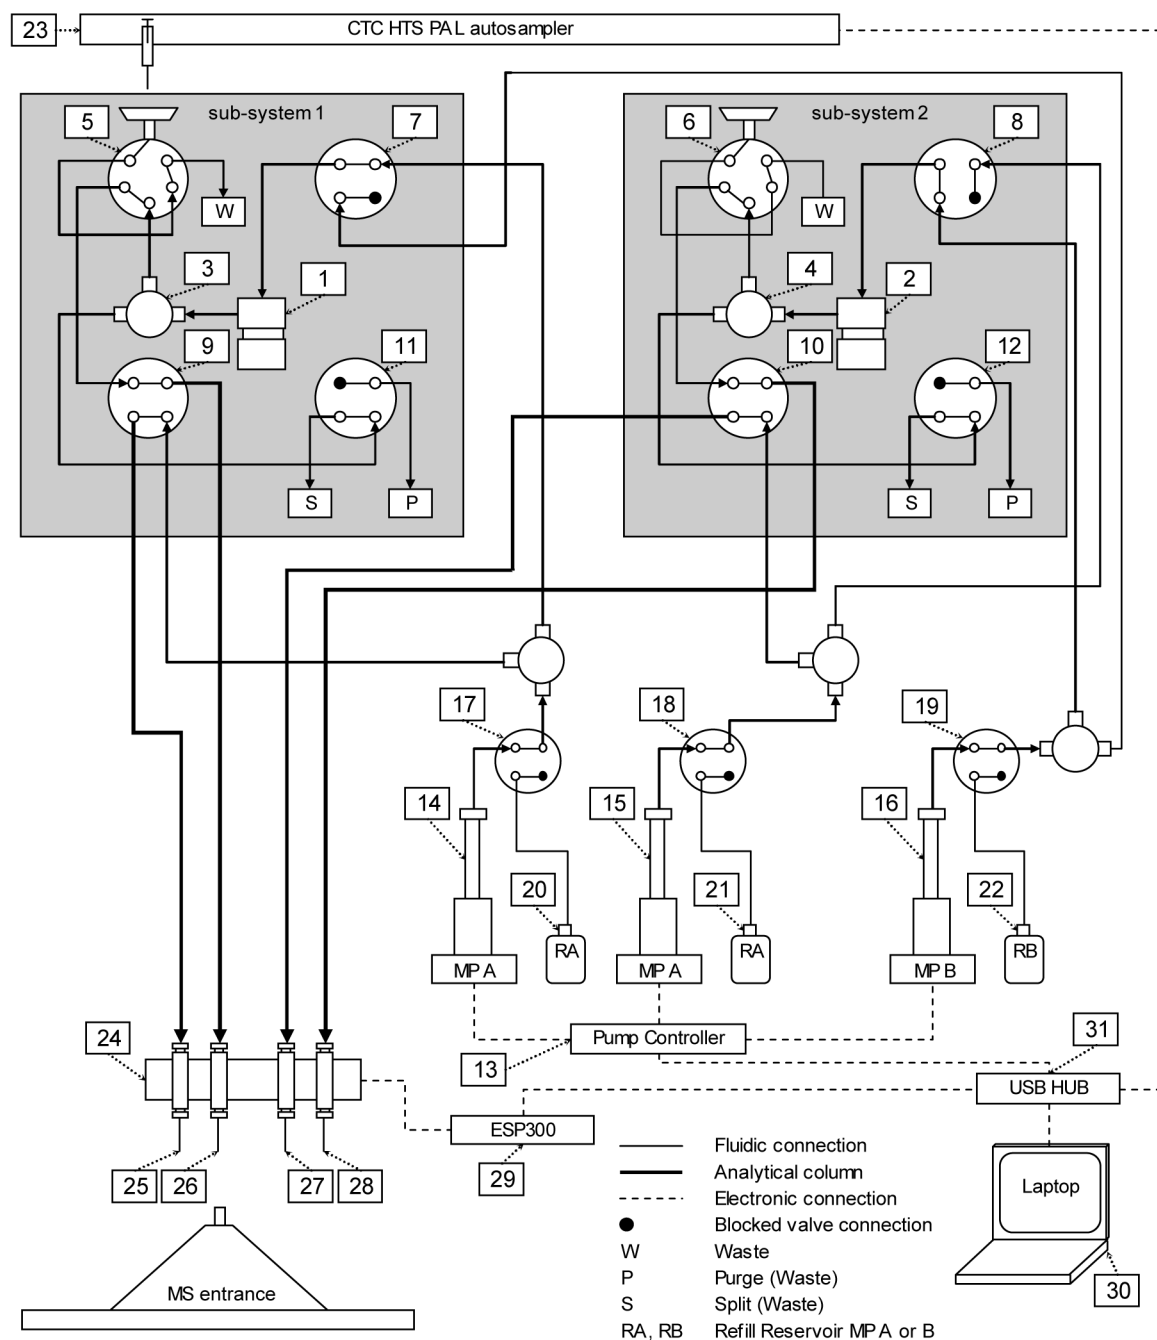 23
CTC HTS PAL autosampler
sub-system 1
sub-system 2
5
7
6
8
W
W
3
1
4
2
9
11
10
12
S
P
S
P
17
18
19
14
15
16
20
21
22
RA
RA
RB
MP A
MP A
MP B
24
Pump Controller
31
13
USB HUB
ESP300
29
25
26
27
28
Fluidic connection
Analytical column
Electronic connection
Blocked valve connection
W Waste
P Purge (Waste)
S Split (Waste)
RA, RB Refill Reservoir MP A or B
Laptop
30
MS entrance